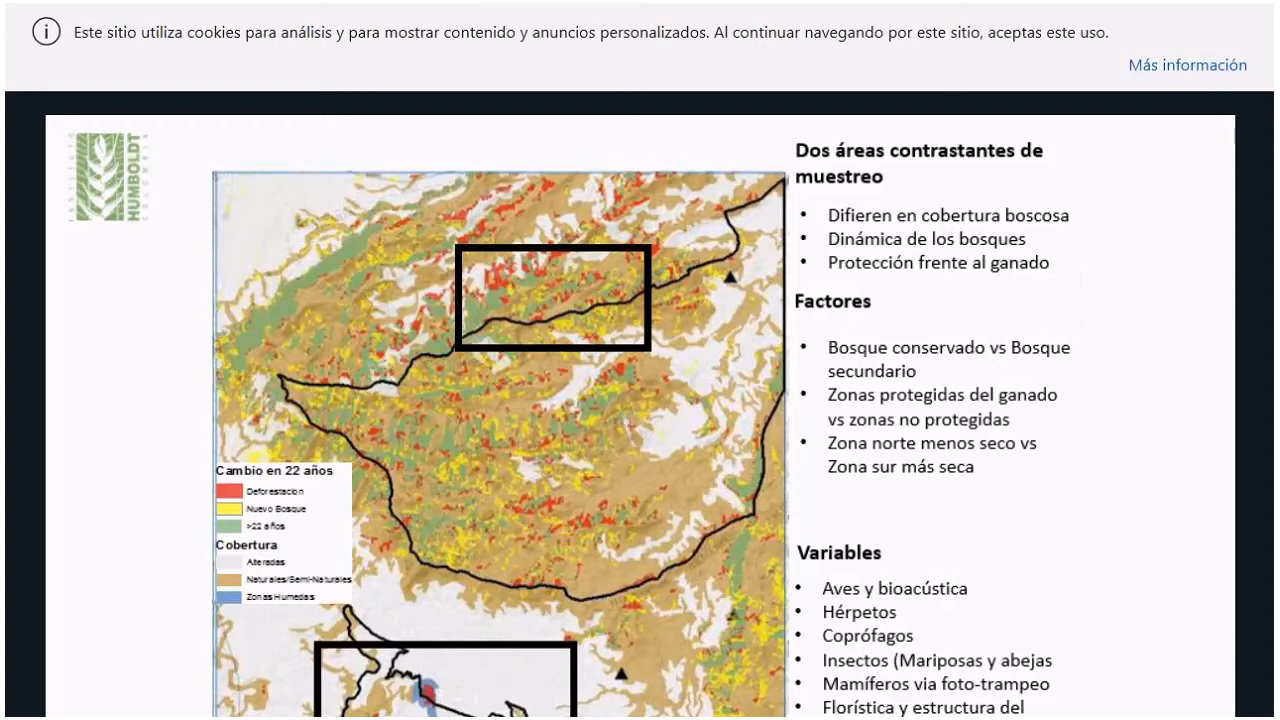 Este sitio utiliza cookies para análisis y para mostrar contenido y anuncios personalizados. Al continuar navegando por este sitio, aceptas este uso.
Más información
INSTITUTO
HUMBOLDT
COLOMBIA
Dos áreas contrastantes de
muestreo
• Difieren en cobertura boscosa
• Dinámica de los bosques
• Protección frente al ganado
Factores
• Bosque conservado vs Bosque
secundario
• Zonas protegidas del ganado
vs zonas no protegidas
• Zona norte menos seco vs
Zona sur más seca
Cambio en 22 años
Deforestacion
Nuevo Bosque
>22 años
Cobertura
Alteradas
Naturales/Semi-Naturales
Zonas Humedas
Variables
• Aves y bioacústica
• Hérpetos
• Coprófagos
• Insectos (Mariposas y abejas
• Mamíferos via foto-trampeo
• Florística y estructura del